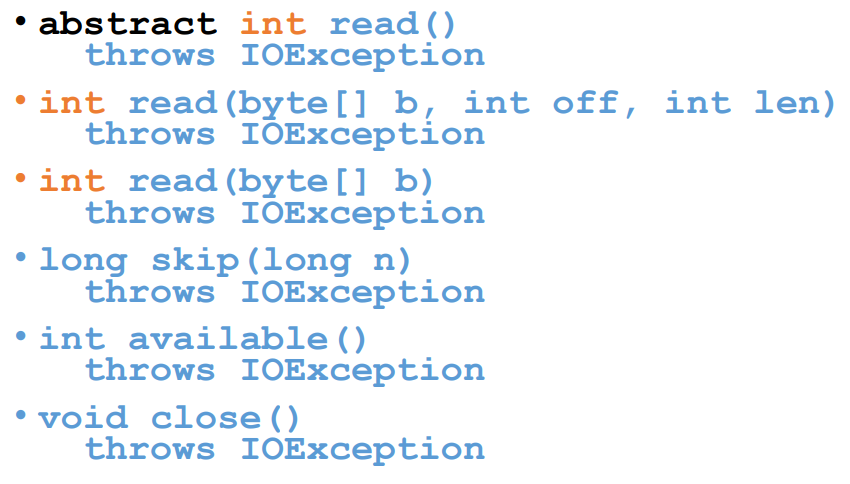 • abstract int read()
throws IOException
• int read(byte[] b, int off, int len)
throws IOException
• int read(byte[] b)
throws IOException
• long skip(long n)
throws IOException
• int available()
throws IOException
• void close()
throws IOException